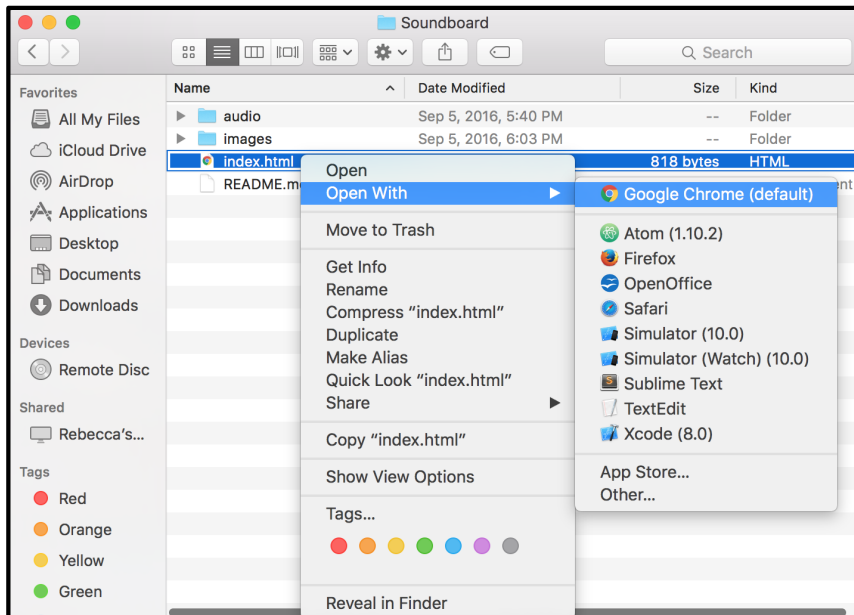 Soundboard
Search
Name Date Modified Size Kind
Favorites
All My Files
iCloud Drive
AirDrop
Applications
Desktop
Documents
Downloads
Devices
Remote Disc
Shared
Rebecca's...
Tags
Red
Orange
Yellow
Green
audio Sep 5, 2016, 5:40 PM -- Folder
images Sep 5, 2016, 6:03 PM -- Folder
index.html 818 bytes HTML
README.m
Open
Open With
Move to Trash
Get Info
Rename
Compress “index.html”
Duplicate
Make Alias
Quick Look “index.html”
Share
Copy “index.html”
Show View Options
Tags...
Reveal in Finder
Google Chrome (default)
Atom (1.10.2)
Firefox
OpenOffice
Safari
Simulator (10.0)
Simulator (Watch) (10.0)
Sublime Text
TextEdit
Xcode (8.0)
App Store...
Other...